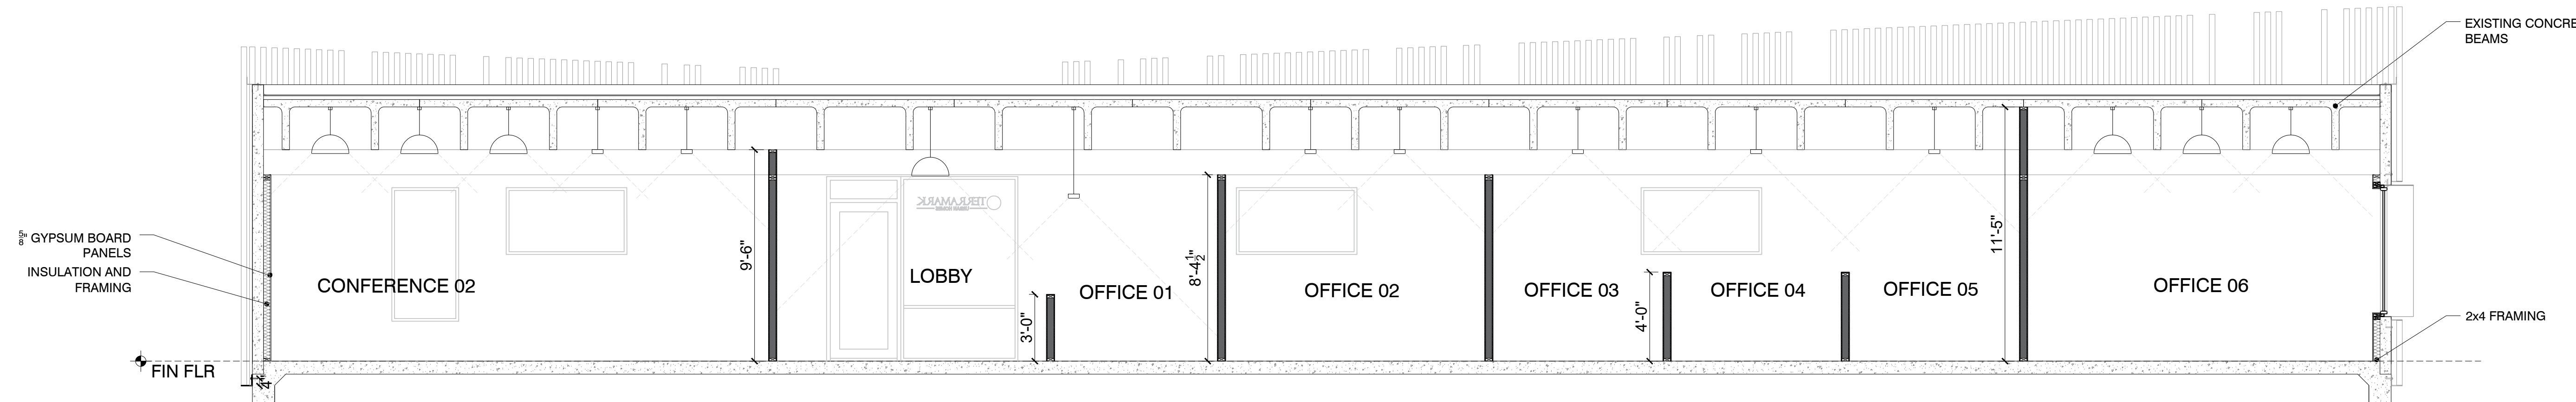 EXISTING CONCRE
BEAMS
⅝" GYPSUM BOARD
PANELS
INSULATION AND
FRAMING
CONFERENCE 02
9'-6"
TERRAMARK
LOBBY
3'-0"
OFFICE 01
8'-4½"
OFFICE 02
OFFICE 03
4'-0"
OFFICE 04
OFFICE 05
11'-5"
OFFICE 06
2x4 FRAMING
FIN FLR
4"